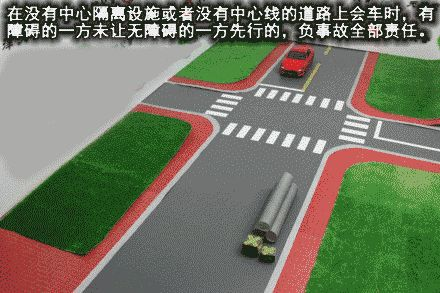 在没有中心隔离设施或者没有中心线的道路上会车时，有
障碍的一方未让无障碍的一方先行的，负事故全部责任。